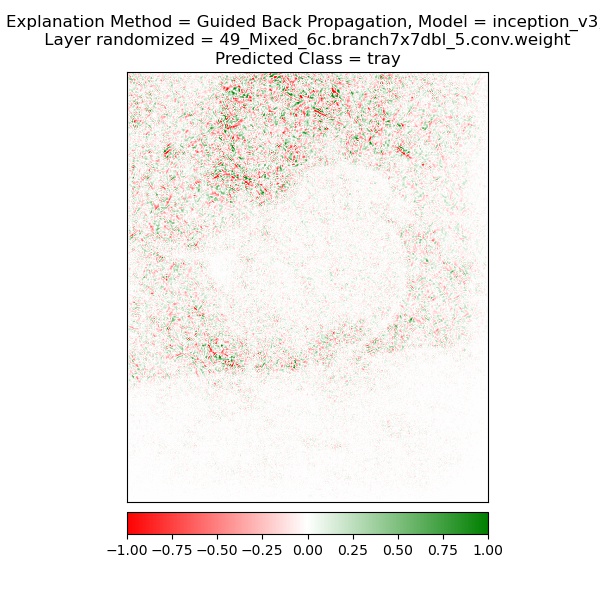 Explanation Method = Guided Back Propagation, Model = inception_v3
Layer randomized = 49_Mixed_6c.branch7x7dbl_5.conv.weight
Predicted Class = tray
−1.00 −0.75 −0.50 −0.25 0.00 0.25 0.50 0.75 1.00